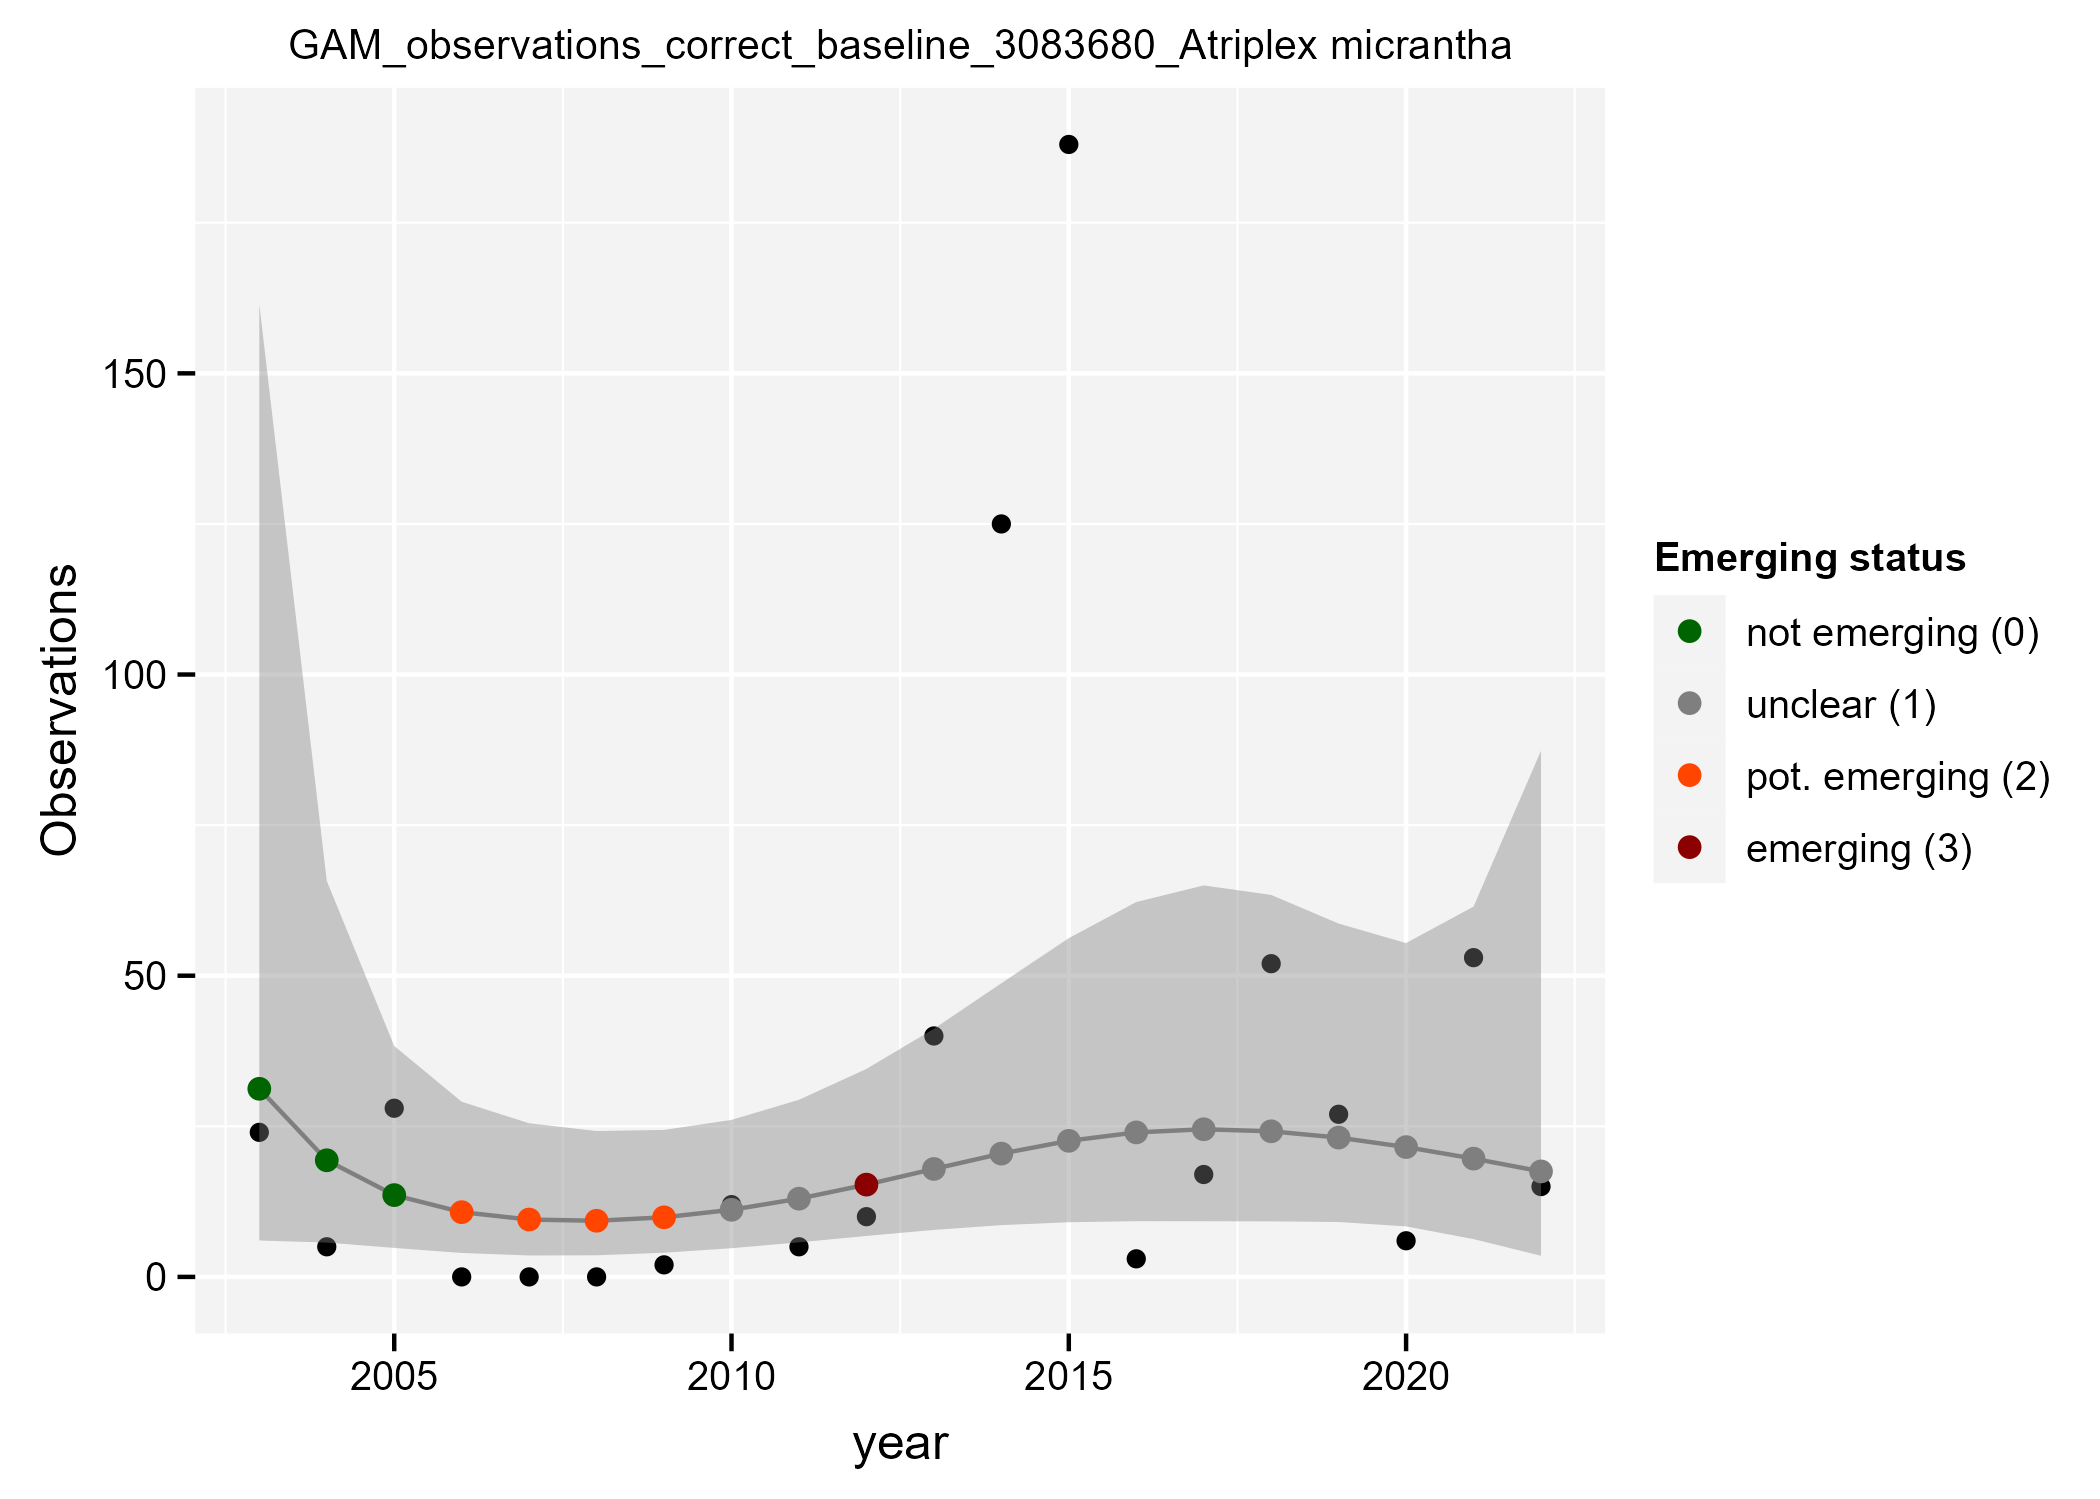 GAM_observations_correct_baseline_3083680_Atriplex micrantha
Observations
150
100
50
0
2005 2010 2015 2020
year
Emerging status
not emerging (0)
unclear (1)
pot. emerging (2)
emerging (3)